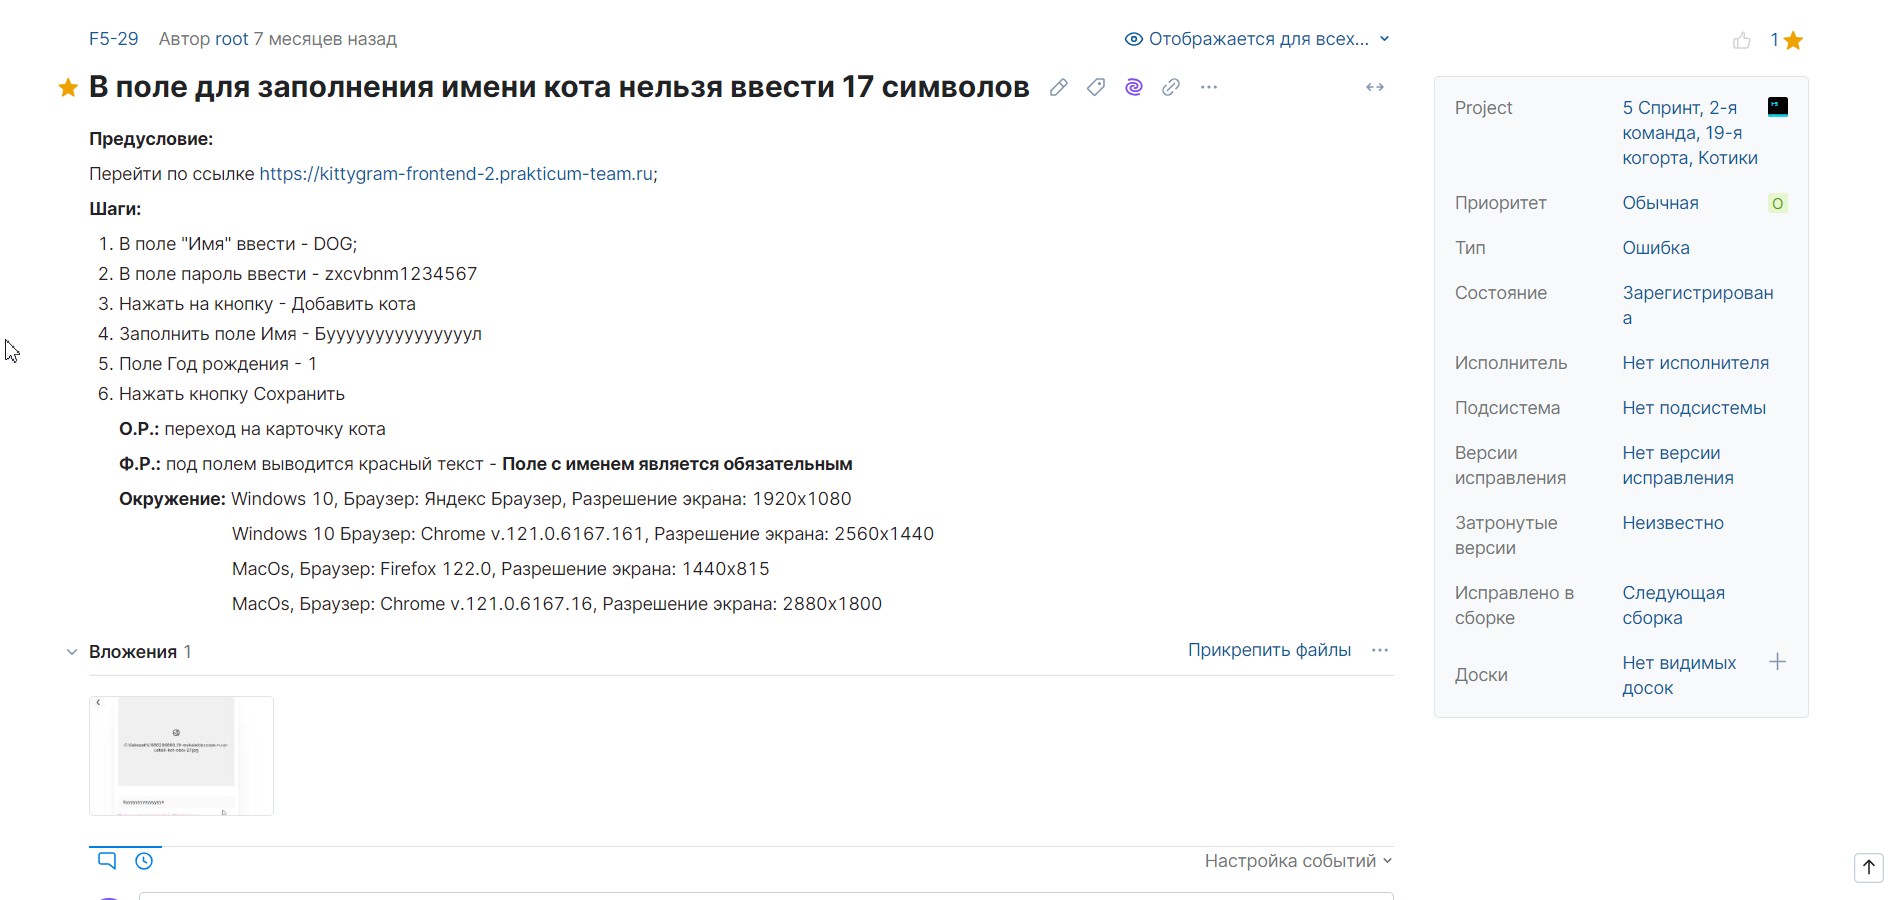 F5-29 Автор root 7 месяцев назад
Отображается для всех...
1
В поле для заполнения имени кота нельзя ввести 17 символов
Предусловие:
Перейти по ссылке https://kittygram-frontend-2.prakticum-team.ru;
Шаги:
1. В поле "Имя" ввести - DOG;
2. В поле пароль ввести - zxcvbnm1234567
3. Нажать на кнопку - Добавить кота
4. Заполнить поле Имя - Бууууууууууууууул
5. Поле Год рождения - 1
6. Нажать кнопку Сохранить
О.Р.: переход на карточку кота
Ф.Р.: под полем выводится красный текст - Поле с именем является обязательным
Окружение: Windows 10, Браузер: Яндекс Браузер, Разрешение экрана: 1920x1080
Windows 10 Браузер: Chrome v.121.0.6167.161, Разрешение экрана: 2560x1440
MacOs, Браузер: Firefox 122.0, Разрешение экрана: 1440x815
MacOs, Браузер: Chrome v.121.0.6167.16, Разрешение экрана: 2880x1800
Вложения 1
Прикрепить файлы
Настройка событий
Project
5 Спринт, 2-я
команда, 19-я
когорта, Котики
Приоритет
Обычная
О
Тип
Ошибка
Состояние
Зарегистрирован
а
Исполнитель
Нет исполнителя
Подсистема
Нет подсистемы
Версии
исправления
Нет версии
исправления
Затронутые
версии
Неизвестно
Исправлено в
сборке
Следующая
сборка
Доски
Нет видимых
досок